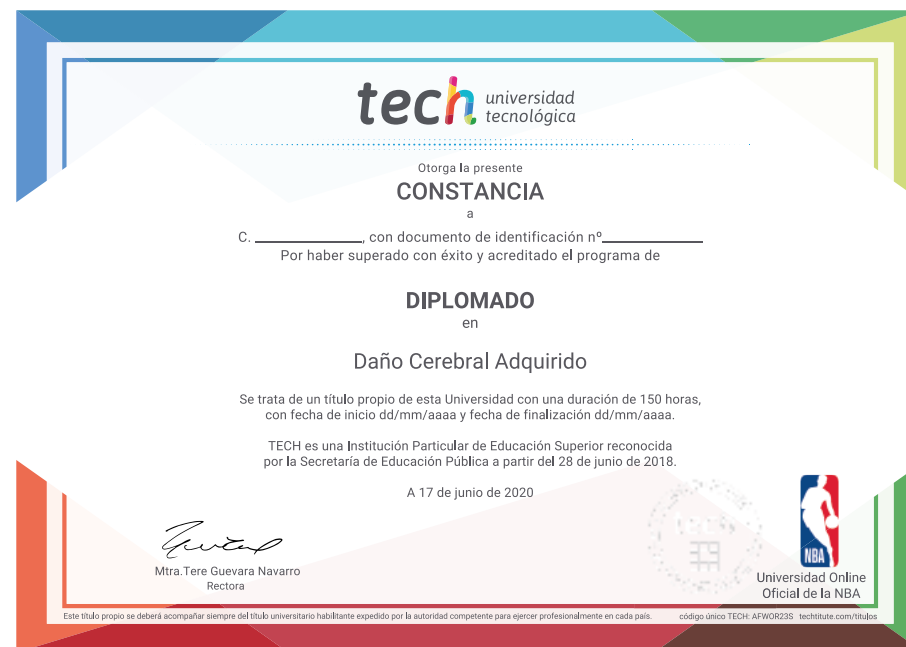 tech universidad
tecnológica
Otorga la presente
CONSTANCIA
a
C. ______________, con documento de identificación nº______________
Por haber superado con éxito y acreditado el programa de
DIPLOMADO
en
Daño Cerebral Adquirido
Se trata de un título propio de esta Universidad con una duración de 150 horas,
con fecha de inicio dd/mm/aaaa y fecha de finalización dd/mm/aaaa.
TECH es una Institución Particular de Educación Superior reconocida
por la Secretaría de Educación Pública a partir del 28 de junio de 2018.
A 17 de junio de 2020
tech
NBA
Mtra.Tere Guevara Navarro
Rectora
Universidad Online
Oficial de la NBA
Este título propio se deberá acompañar siempre del título universitario habilitante expedido por la autoridad competente para ejercer profesionalmente en cada país.
código único TECH: AFWOR23S techtitute.com/titulos